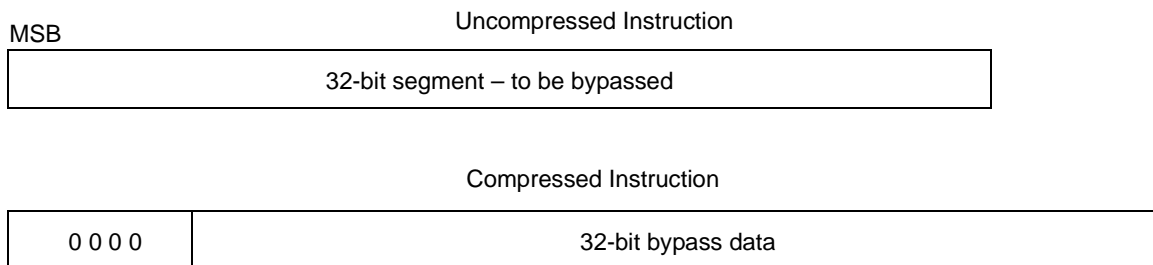 Uncompressed Instruction
MSB
32-bit segment – to be bypassed
Compressed Instruction
0 0 0 0
32-bit bypass data